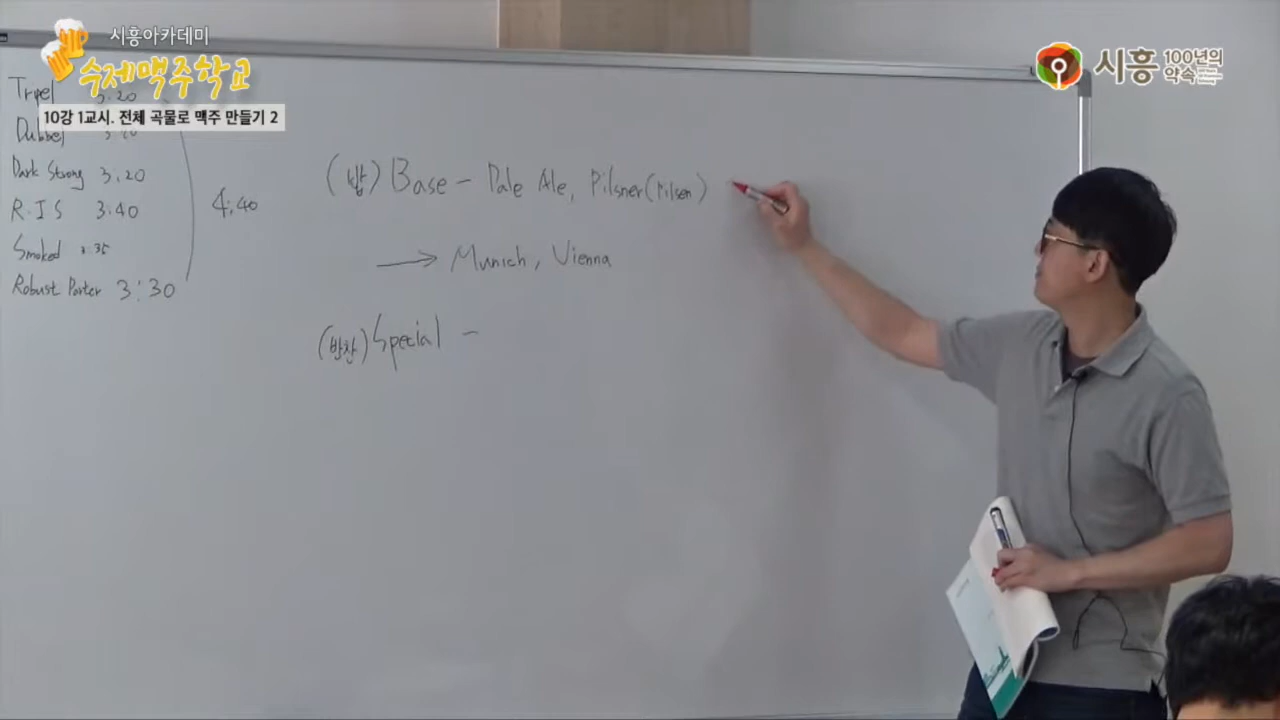 시흥아카데미
수제맥주학교
10강 1교시. 전체 곡물로 맥주 만들기 2
시흥 100년의 약속
Tripel 3:20
Dubbel
Dark Strong 3:20
R.I.S 3:40
Smoked 3:35
Robust Porter 3:30
4:40
(밥) Base - Pale Ale, Pilsner (Pilsen)
→ Munich, Vienna
(반찬) Special -